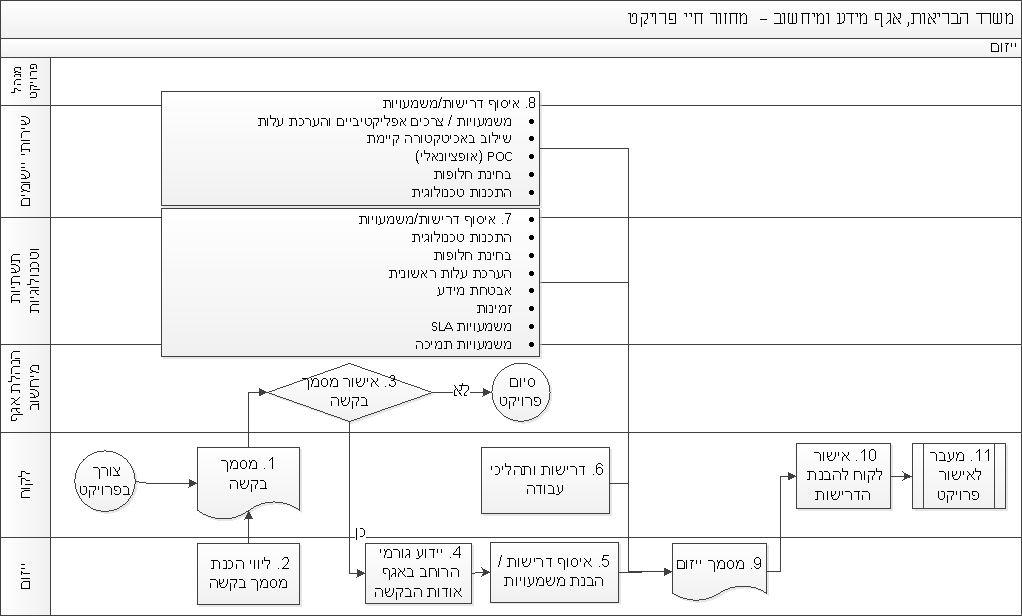 משרד הבריאות, אגף מידע ומיחשוב - מחזור חיי פרויקט
ייזום
מנהל
פרויקט
שירותי יישומים
8. איסוף דרישות/משמעויות
• משמעויות / צרכים אפליקטיביים והערכת עלות
• שילוב באכיטקטורה קיימת
• POC (אופציונאלי)
• בחינת חלופות
• התכנות טכנולוגית
תשתיות
וטכנולוגיות
• 7. איסוף דרישות/משמעויות
• התכנות טכנולוגית
• בחינת חלופות
• הערכת עלות ראשונית
• אבטחת מידע
• זמינות
• משמעויות SLA
• משמעויות תמיכה
הנהלת אגף
מיחשוב
3. אישור מסמך
בקשה
לא
סיום
פרויקט
לקוח
צורך
בפרויקט
1. מסמך
בקשה
6. דרישות ותהליכי
עבודה
10. אישור
לקוח להבנת
הדרישות
11. מעבר
לאישור
פרויקט
כן
ייזום
2. ליווי הכנת
מסמך בקשה
4. יידוע גורמי
הרוחב באגף
אודות הבקשה
5. איסוף דרישות /
הבנת משמעויות
9. מסמך ייזום